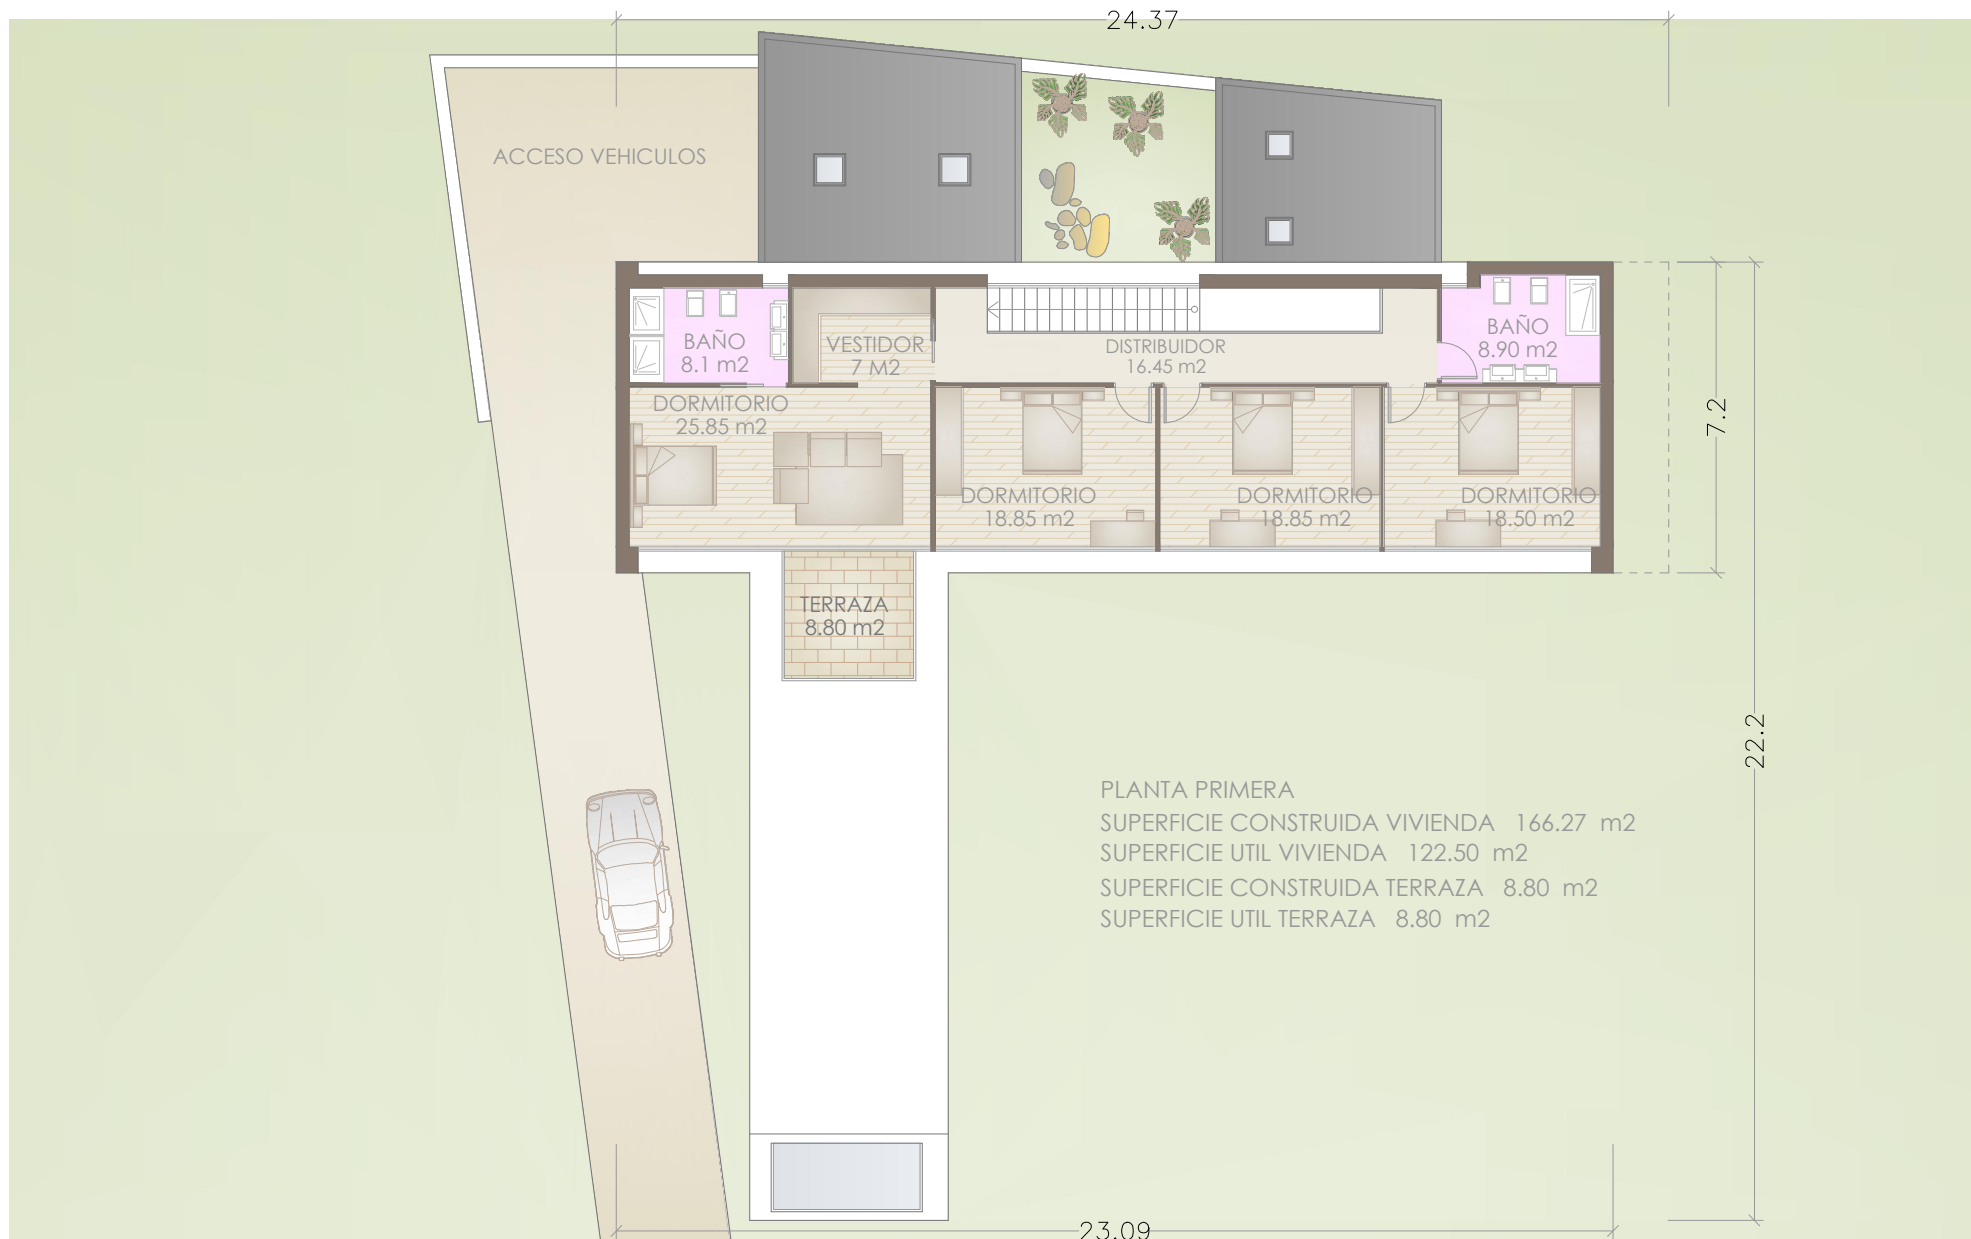 24.37
ACCESO VEHICULOS
BAÑO
8.1 m2
VESTIDOR
7 M2
DISTRIBUIDOR
16.45 m2
BAÑO
8.90 m2
DORMITORIO
25.85 m2
DORMITORIO
18.85 m2
DORMITORIO
18.85 m2
DORMITORIO
18.50 m2
7.2
TERRAZA
8.80 m2
22.2
PLANTA PRIMERA
SUPERFICIE CONSTRUIDA VIVIENDA 166.27 m2
SUPERFICIE UTIL VIVIENDA 122.50 m2
SUPERFICIE CONSTRUIDA TERRAZA 8.80 m2
SUPERFICIE UTIL TERRAZA 8.80 m2
23.09